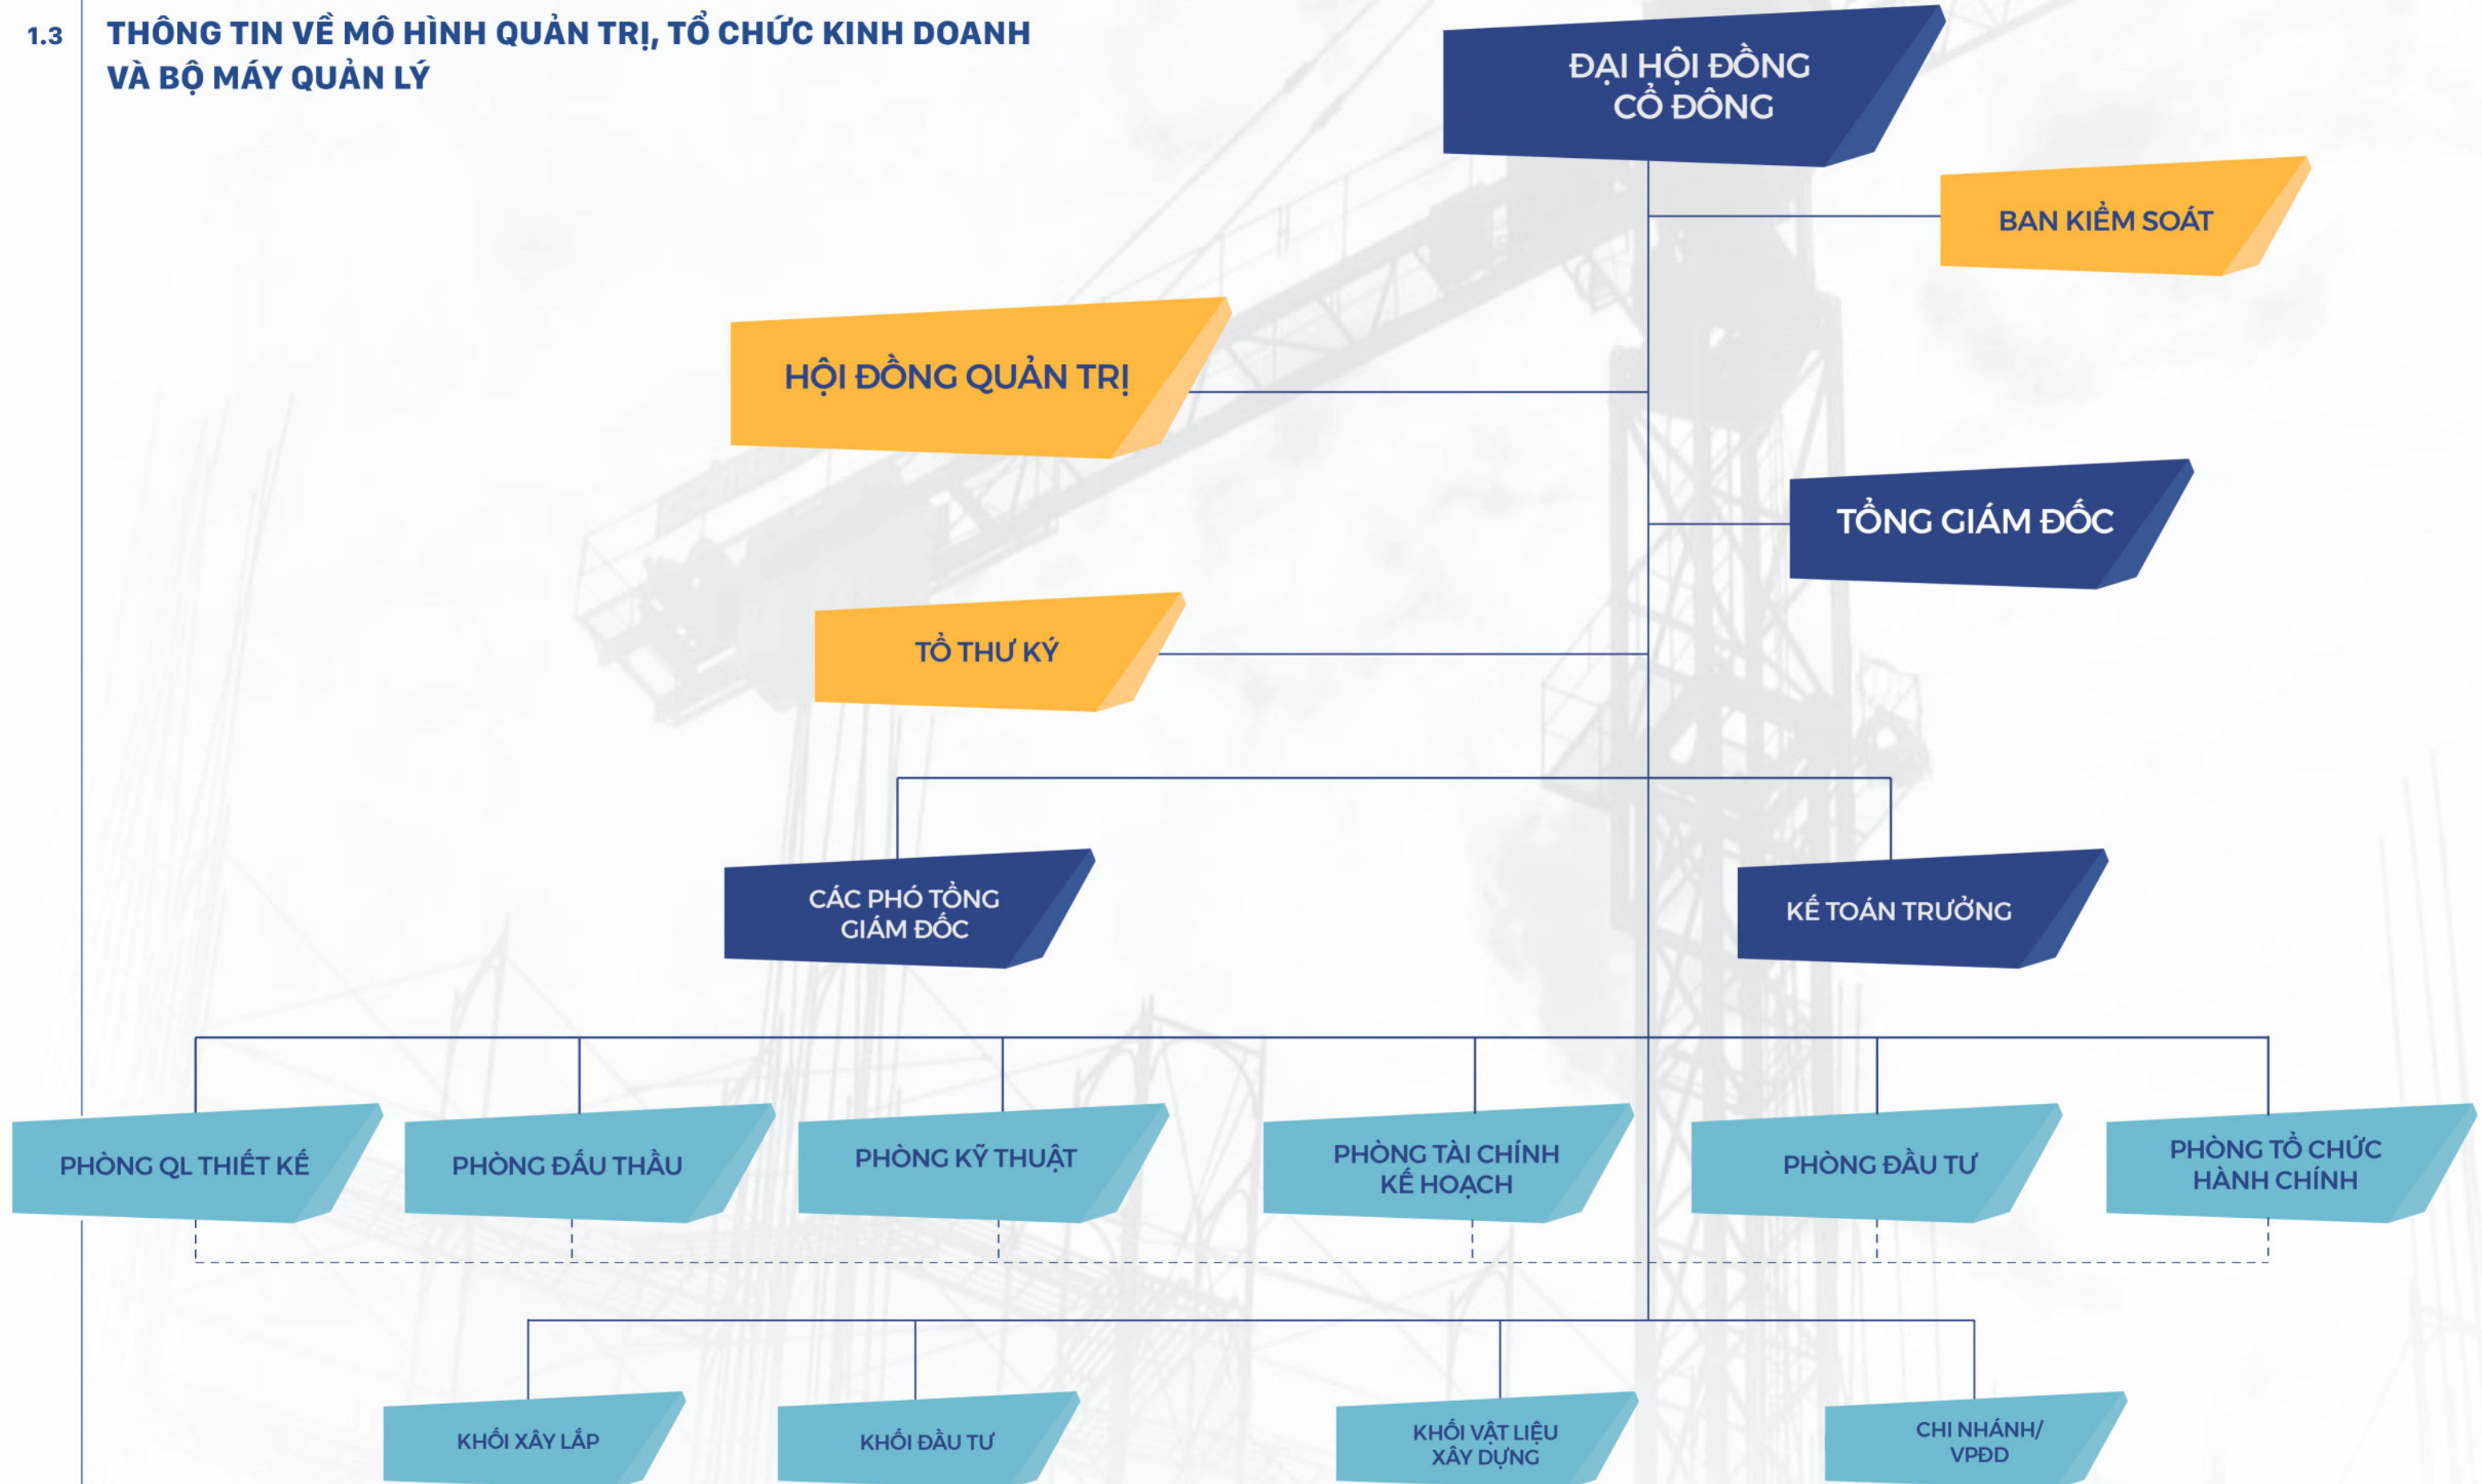 1.3
THÔNG TIN VỀ MÔ HÌNH QUẢN TRỊ, TỔ CHỨC KINH DOANH
VÀ BỘ MÁY QUẢN LÝ
ĐẠI HỘI ĐỒNG
CỔ ĐÔNG
BAN KIỂM SOÁT
HỘI ĐỒNG QUẢN TRỊ
TỔNG GIÁM ĐỐC
TỔ THƯ KÝ
CÁC PHÓ TỔNG
GIÁM ĐỐC
KẾ TOÁN TRƯỞNG
PHÒNG QL THIẾT KẾ
PHÒNG ĐẤU THẦU
PHÒNG KỸ THUẬT
PHÒNG TÀI CHÍNH
KẾ HOẠCH
PHÒNG ĐẦU TƯ
PHÒNG TỔ CHỨC
HÀNH CHÍNH
KHỐI XÂY LẮP
KHỐI ĐẦU TƯ
KHỐI VẬT LIỆU
XÂY DỰNG
CHI NHÁNH/
VPĐD